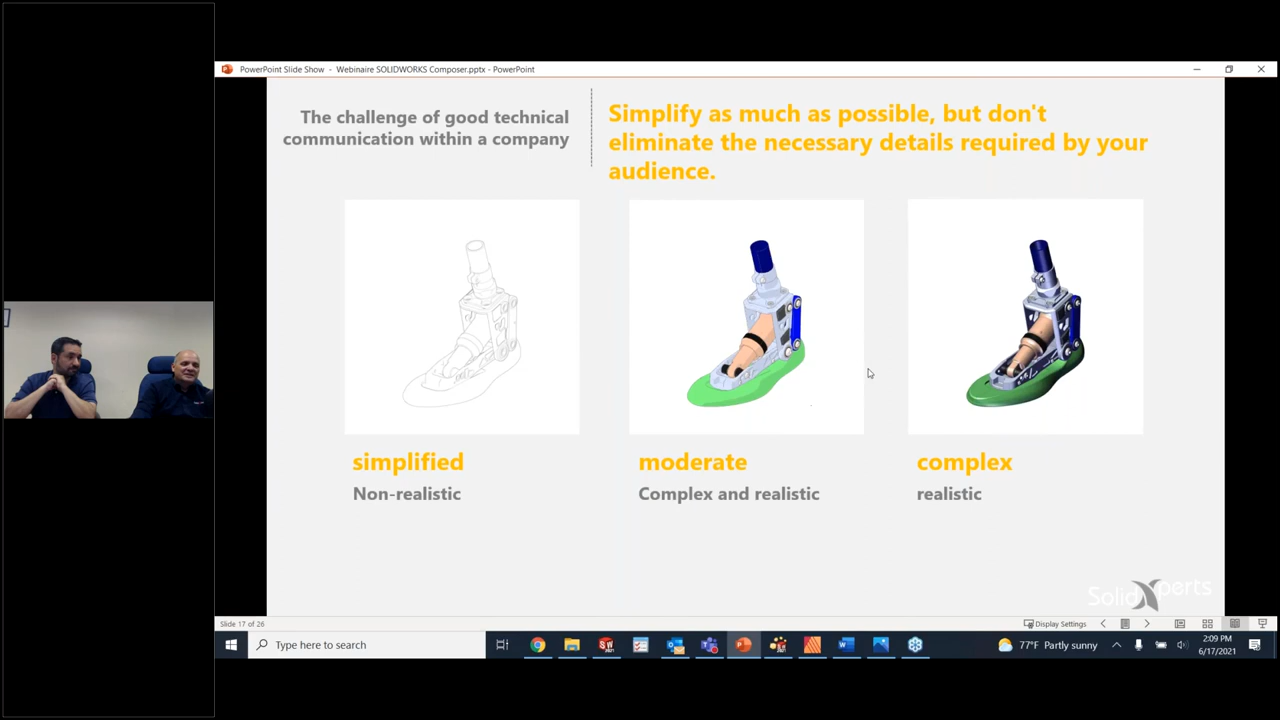 PowerPoint Slide Show - Webinaire SOLIDWORKS Composer.pptx - PowerPoint
The challenge of good technical
communication within a company
Simplify as much as possible, but don't
eliminate the necessary details required by your
audience.
simplified
Non-realistic
moderate
Complex and realistic
complex
realistic
SolidXperts
Slide 17 of 26
Display Settings
Type here to search
77°F Partly sunny
2:09 PM
6/17/2021